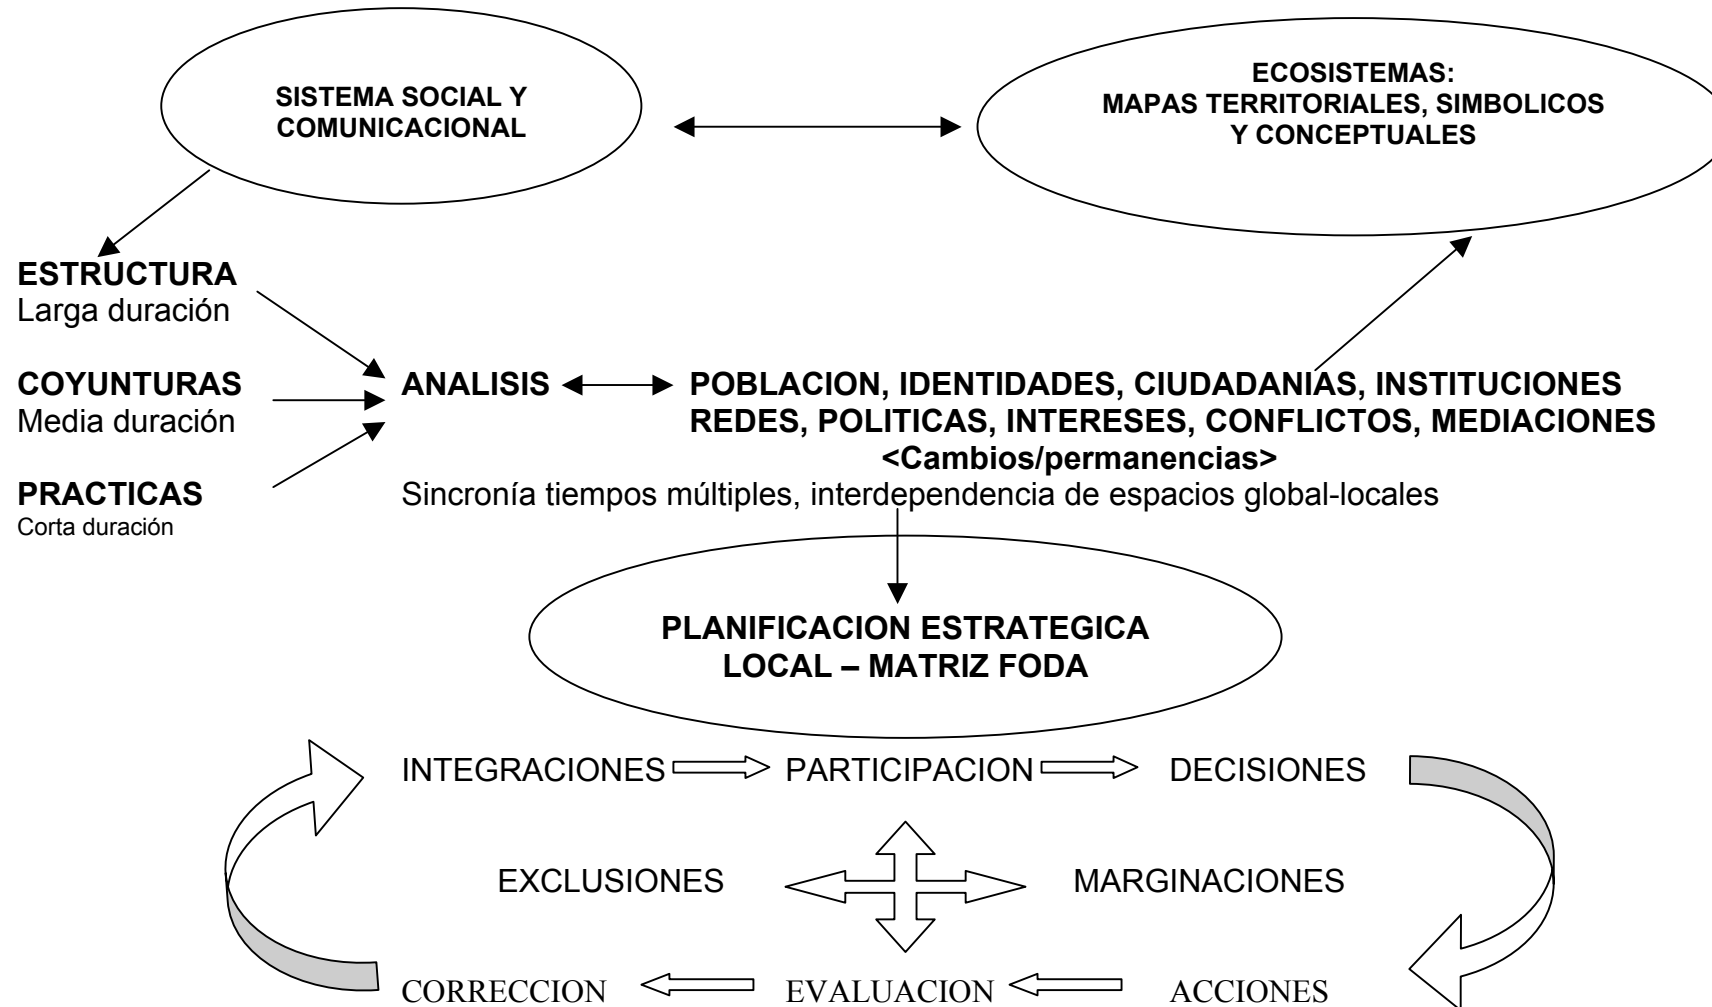 SISTEMA SOCIAL Y
COMUNICACIONAL
ECOSISTEMAS:
MAPAS TERRITORIALES, SIMBOLICOS
Y CONCEPTUALES
ESTRUCTURA
Larga duración
COYUNTURAS
Media duración
PRACTICAS
Corta duración
ANALISIS
POBLACION, IDENTIDADES, CIUDADANIAS, INSTITUCIONES
REDES, POLITICAS, INTERESES, CONFLICTOS, MEDIACIONES
<Cambios/permanencias>
Sincronía tiempos múltiples, interdependencia de espacios global-locales
PLANIFICACION ESTRATEGICA
LOCAL – MATRIZ FODA
INTEGRACIONES PARTICIPACION DECISIONES
EXCLUSIONES MARGINACIONES
CORRECCION EVALUACION ACCIONES